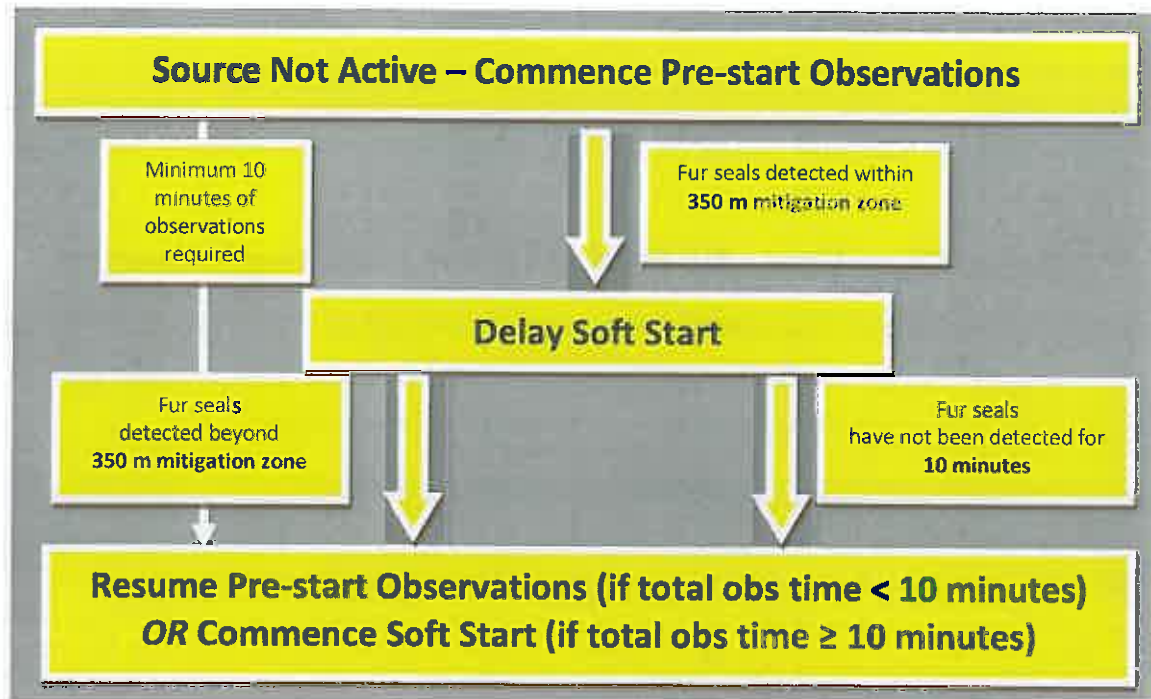 Source Not Active – Commence Pre-start Observations
Minimum 10
minutes of
observations
required
Fur seals detected within
350 m mitigation zone
Delay Soft Start
Fur seals
detected beyond
350 m mitigation zone
Fur seals
have not been detected for
10 minutes
Resume Pre-start Observations (if total obs time < 10 minutes)
OR Commence Soft Start (if total obs time ≥ 10 minutes)